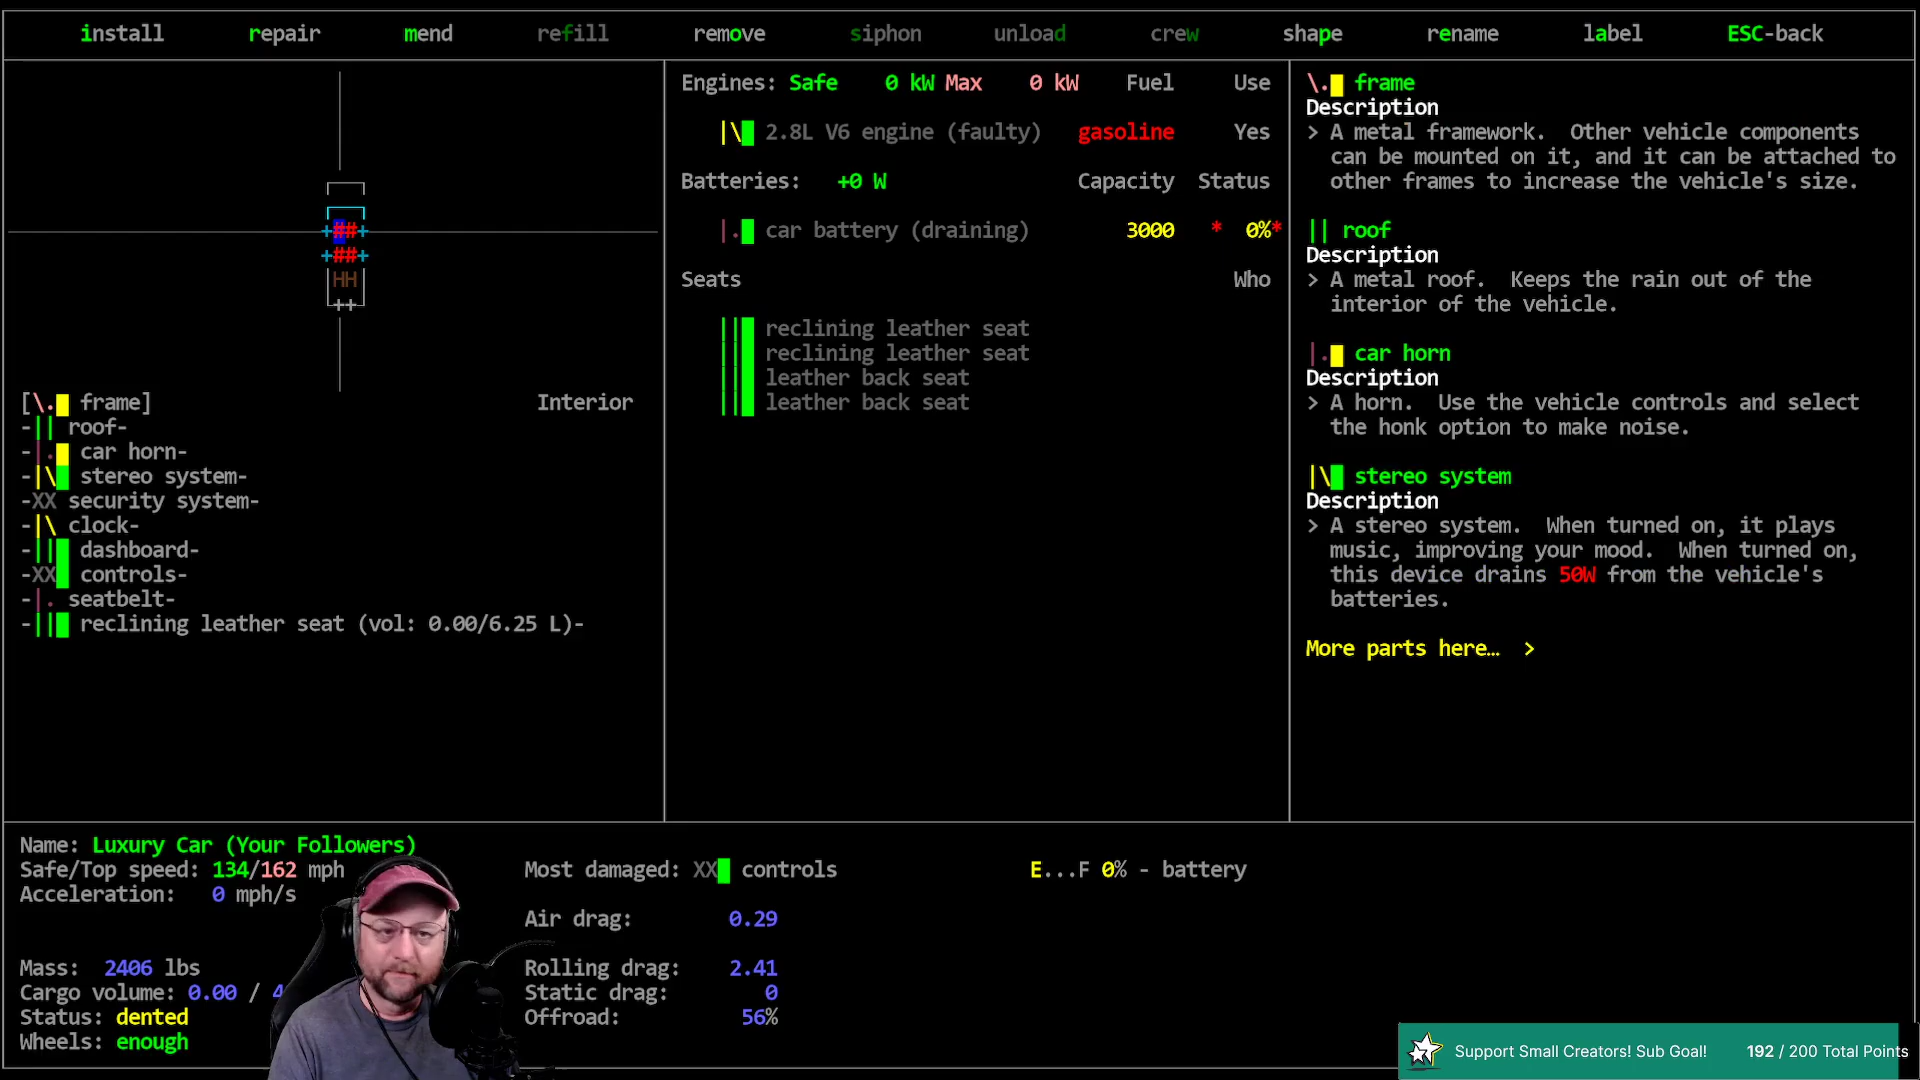 install repair mend refill remove siphon unload crew shape rename label ESC-back
Engines: Safe 0 kW Max 0 kW Fuel Use
|\ 2.8L V6 engine (faulty) gasoline Yes
Batteries: +0 W Capacity Status
|. car battery (draining) 3000 * 0%*
Seats Who
|| reclining leather seat
|| reclining leather seat
|| leather back seat
|| leather back seat
+##+
+##+
HH
++
[\. frame] Interior
-|| roof-
-|. car horn-
-|\ stereo system-
-XX security system-
-|\ clock-
-|| dashboard-
-XX controls-
-|. seatbelt-
-|| reclining leather seat (vol: 0.00/6.25 L)-
\. frame
Description
> A metal framework. Other vehicle components
can be mounted on it, and it can be attached to
other frames to increase the vehicle's size.
|| roof
Description
> A metal roof. Keeps the rain out of the
interior of the vehicle.
|. car horn
Description
> A horn. Use the vehicle controls and select
the honk option to make noise.
|\ stereo system
Description
> A stereo system. When turned on, it plays
music, improving your mood. When turned on,
this device drains 50W from the vehicle's
batteries.
More parts here… >
Name: Luxury Car (Your Followers)
Safe/Top speed: 134/162 mph
Acceleration: 0 mph/s
Mass: 2406 lbs
Cargo volume: 0.00 / 4
Status: dented
Wheels: enough
Most damaged: XX controls
Air drag: 0.29
Rolling drag: 2.41
Static drag: 0
Offroad: 56%
E...F 0% - battery
Support Small Creators! Sub Goal! 192 / 200 Total Points